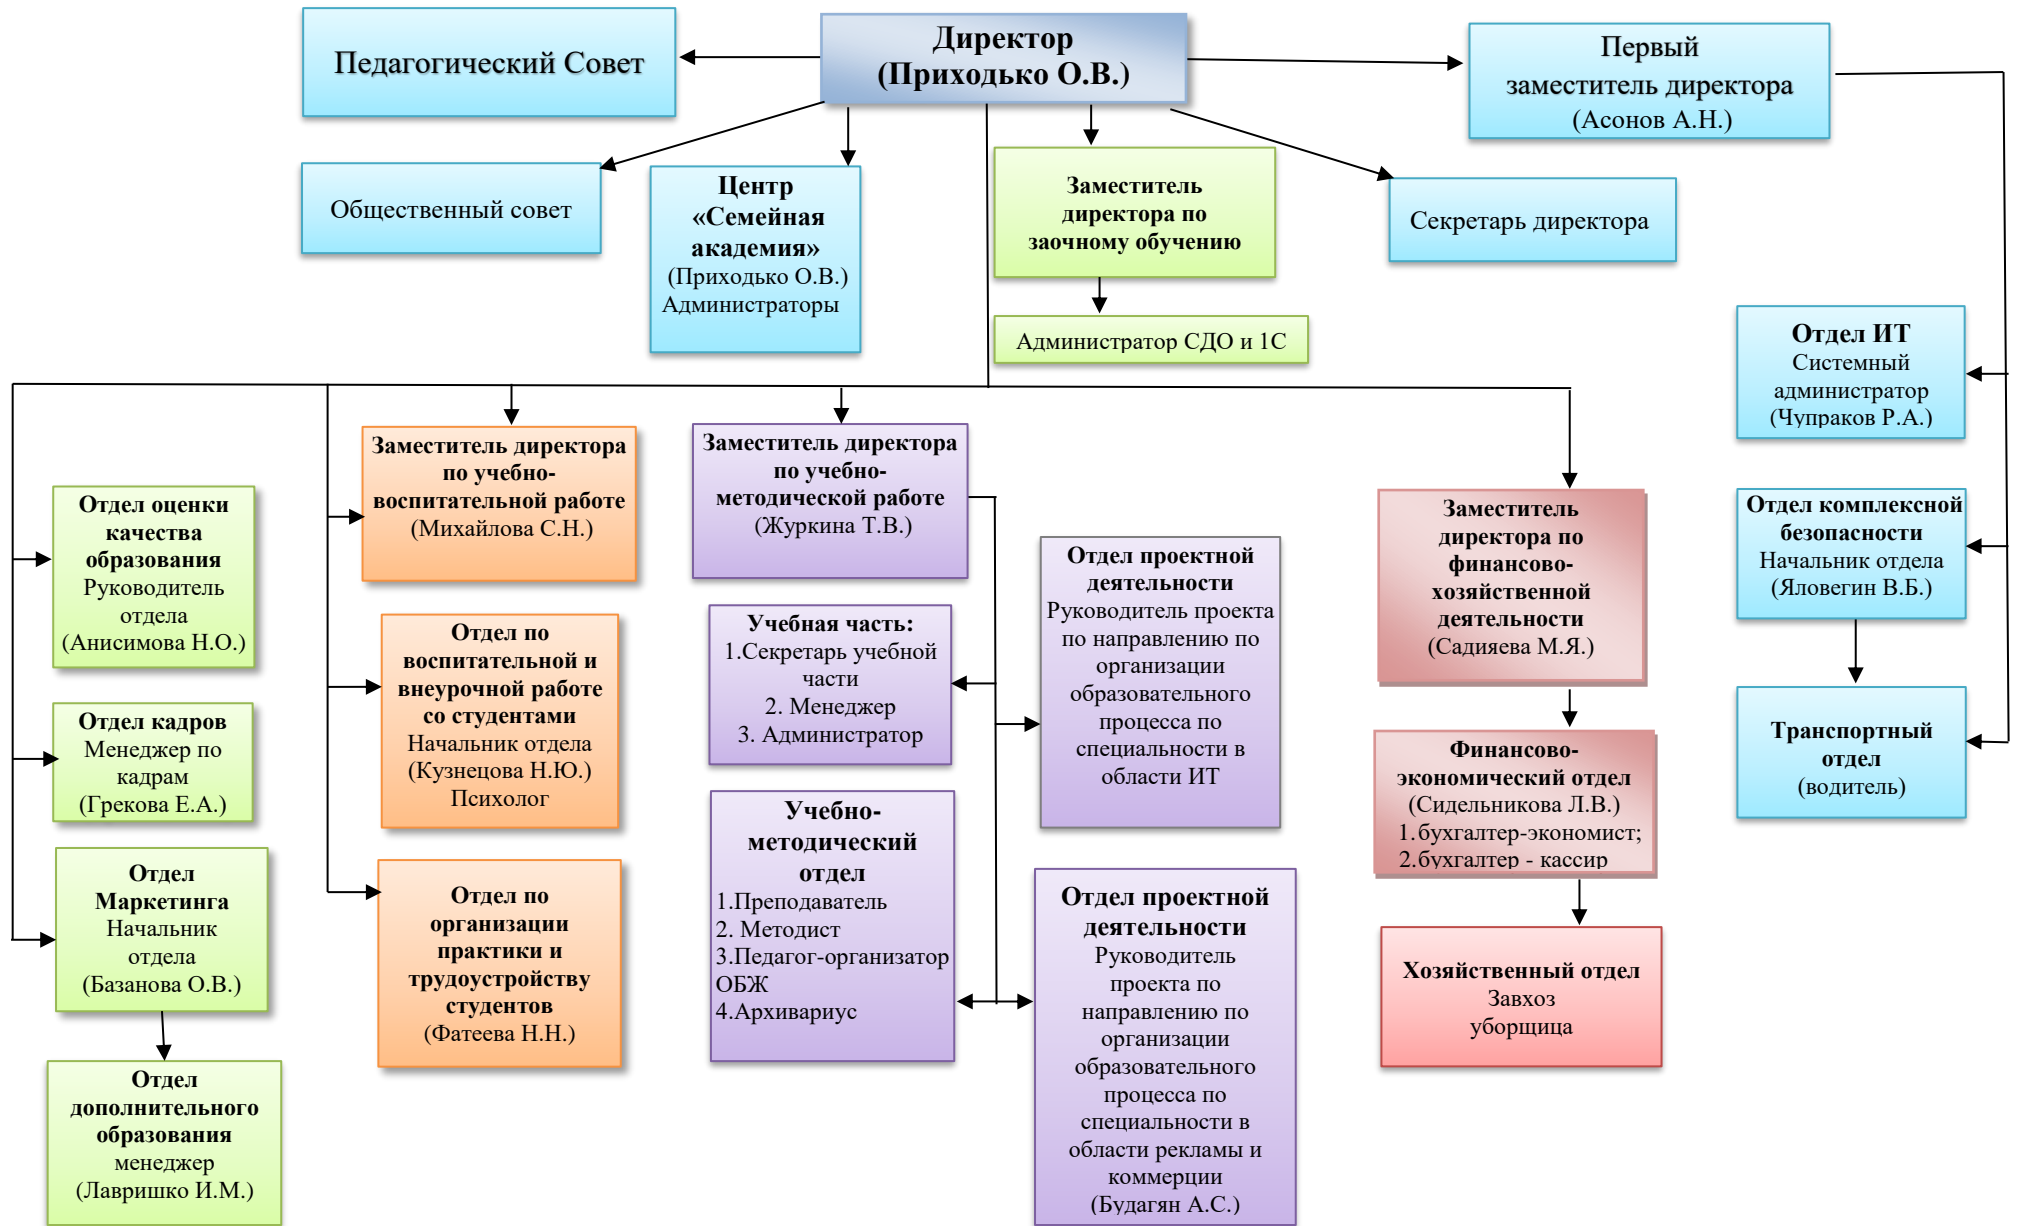 Педагогический Совет
Директор
(Приходько О.В.)
Первый
заместитель директора
(Асонов А.Н.)
Общественный совет
Центр
«Семейная
академия»
(Приходько О.В.)
Администраторы
Заместитель
директора по
заочному обучению
Секретарь директора
Администратор СДО и 1С
Отдел ИТ
Системный
администратор
(Чупраков Р.А.)
Отдел комплексной
безопасности
Начальник отдела
(Яловегин В.Б.)
Транспортный
отдел
(водитель)
Отдел оценки
качества
образования
Руководитель
отдела
(Анисимова Н.О.)
Отдел кадров
Менеджер по
кадрам
(Грекова Е.А.)
Отдел
Маркетинга
Начальник
отдела
(Базанова О.В.)
Отдел
дополнительного
образования
менеджер
(Лавришко И.М.)
Заместитель директора
по учебно-
воспитательной работе
(Михайлова С.Н.)
Отдел по
воспитательной и
внеурочной работе
со студентами
Начальник отдела
(Кузнецова Н.Ю.)
Психолог
Отдел по
организации
практики и
трудоустройству
студентов
(Фатеева Н.Н.)
Заместитель директора
по учебно-
методической работе
(Журкина Т.В.)
Учебная часть:
1.Секретарь учебной
части
2. Менеджер
3. Администратор
Учебно-
методический
отдел
1.Преподаватель
2. Методист
3.Педагог-организатор
ОБЖ
4.Архивариус
Отдел проектной
деятельности
Руководитель проекта
по направлению по
организации
образовательного
процесса по
специальности в
области ИТ
Отдел проектной
деятельности
Руководитель
проекта по
направлению по
организации
образовательного
процесса по
специальности в
области рекламы и
коммерции
(Будагян А.С.)
Заместитель
директора по
финансово-
хозяйственной
деятельности
(Садияева М.Я.)
Финансово-
экономический отдел
(Сидельникова Л.В.)
1.бухгалтер-экономист;
2.бухгалтер - кассир
Хозяйственный отдел
Завхоз
уборщица